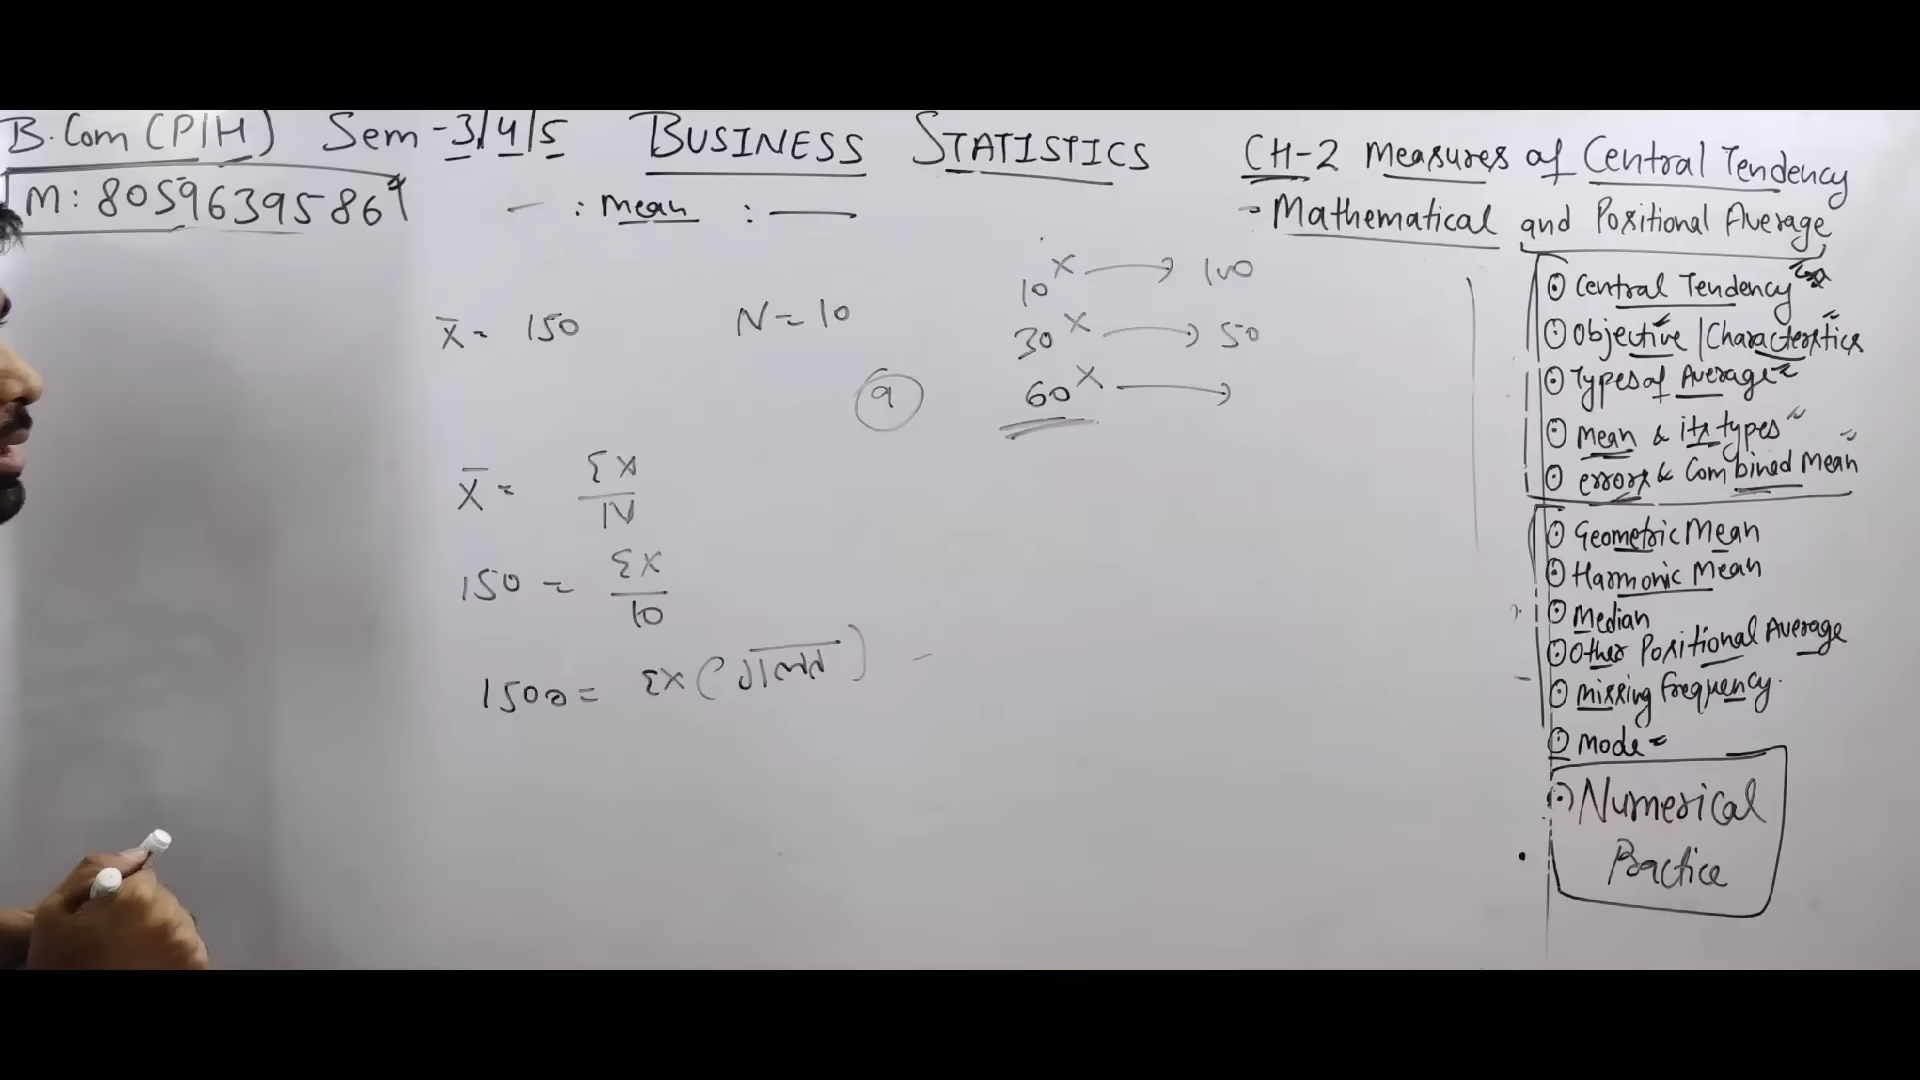 B.Com (P/H) Sem-3/4/5 BUSINESS STATISTICS
CH-2 Measures of Central Tendency
- Mathematical and Positional Average
M: 8059639586
: mean :
x̄ = 150 N = 10
10 X → 100
30 X → 50
60 X →
9
X̄ = ΣX / N
150 = ΣX / 10
1500 = ΣX (गलत)
Central Tendency
Objective / Characteristics
Types of Average
Mean & its types
errors & Combined Mean
Geometric Mean
Harmonic Mean
Median
Other Positional Average
missing frequency.
Mode
Numerical
Practice